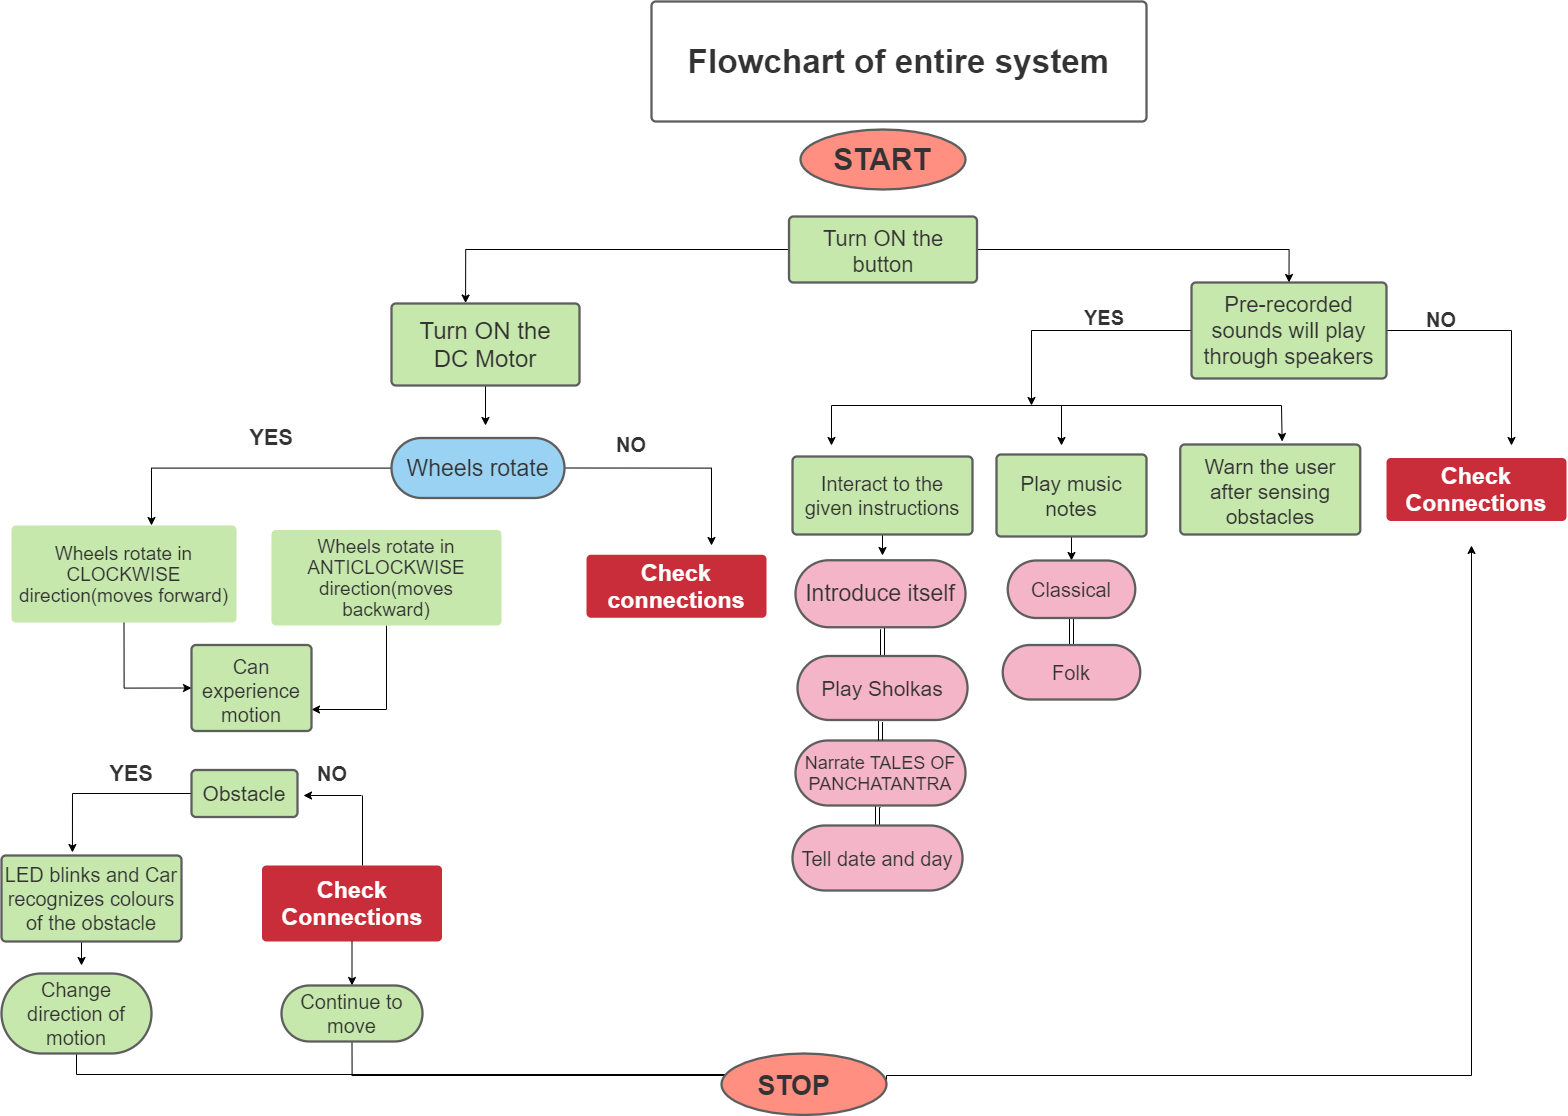 Flowchart of entire system
START
Turn ON the
button
Turn ON the
DC Motor
Pre-recorded
sounds will play
through speakers
YES
NO
YES
NO
Wheels rotate
Interact to the
given instructions
Play music
notes
Warn the user
after sensing
obstacles
Check
Connections
Wheels rotate in
CLOCKWISE
direction(moves forward)
Wheels rotate in
ANTICLOCKWISE
direction(moves
backward)
Check
connections
Introduce itself
Classical
Can
experience
motion
Play Sholkas
Folk
YES
NO
Obstacle
Narrate TALES OF
PANCHATANTRA
Tell date and day
LED blinks and Car
recognizes colours
of the obstacle
Check
Connections
Change
direction of
motion
Continue to
move
STOP